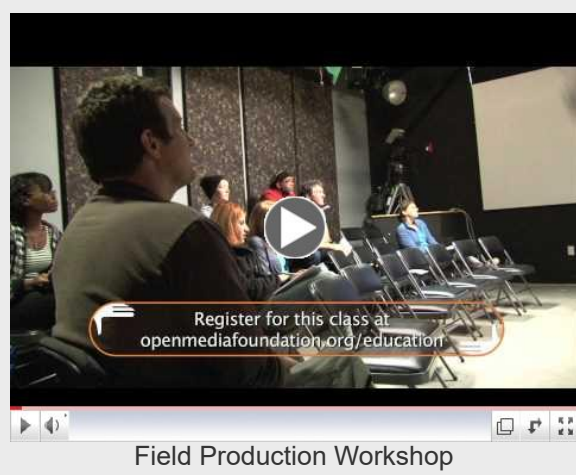 Register for this class at
openmediafoundation.org/education
Field Production Workshop